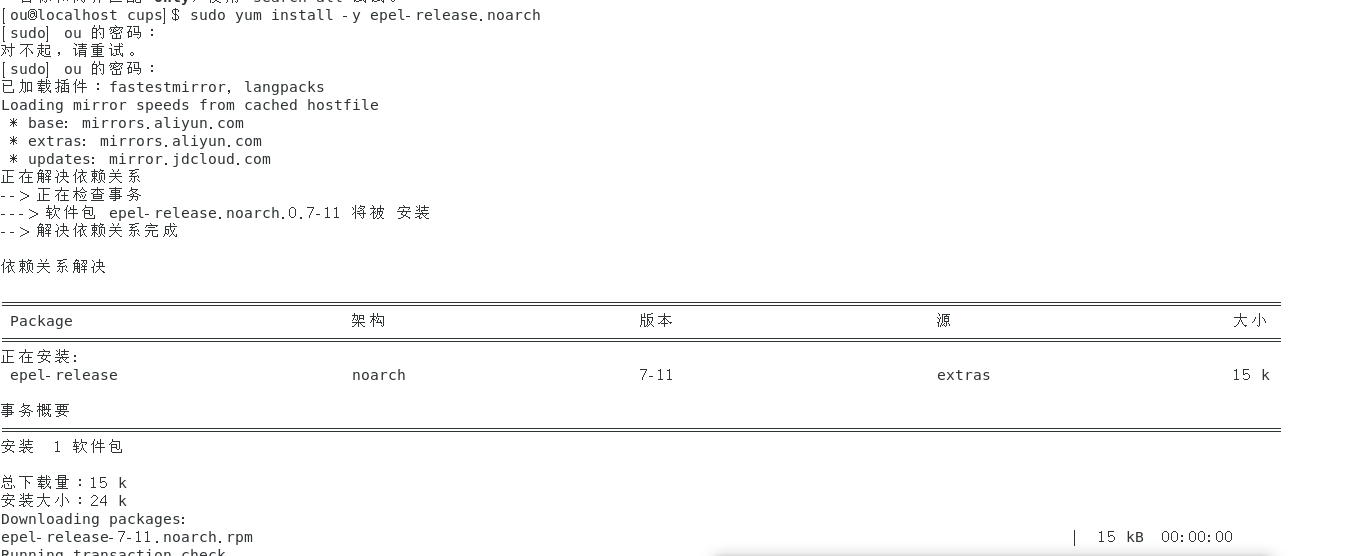 [ou@localhost cups]$ sudo yum install -y epel-release.noarch
[sudo] ou 的密码：
对不起，请重试。
[sudo] ou 的密码：
已加载插件：fastestmirror, langpacks
Loading mirror speeds from cached hostfile
 * base: mirrors.aliyun.com
 * extras: mirrors.aliyun.com
 * updates: mirror.jdcloud.com
正在解决依赖关系
--> 正在检查事务
---> 软件包 epel-release.noarch.0.7-11 将被 安装
--> 解决依赖关系完成
依赖关系解决
Package 架构 版本 源 大小
正在安装:
epel-release noarch 7-11 extras 15 k
事务概要
安装 1 软件包
总下载量：15 k
安装大小：24 k
Downloading packages:
epel-release-7-11.noarch.rpm | 15 kB 00:00:00
Running transaction check